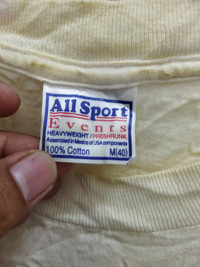 All Sport
Events
HEAVYWEIGHT/PRESHRUNK
Assembled in Mexico of USA components
100% Cotton M(40)